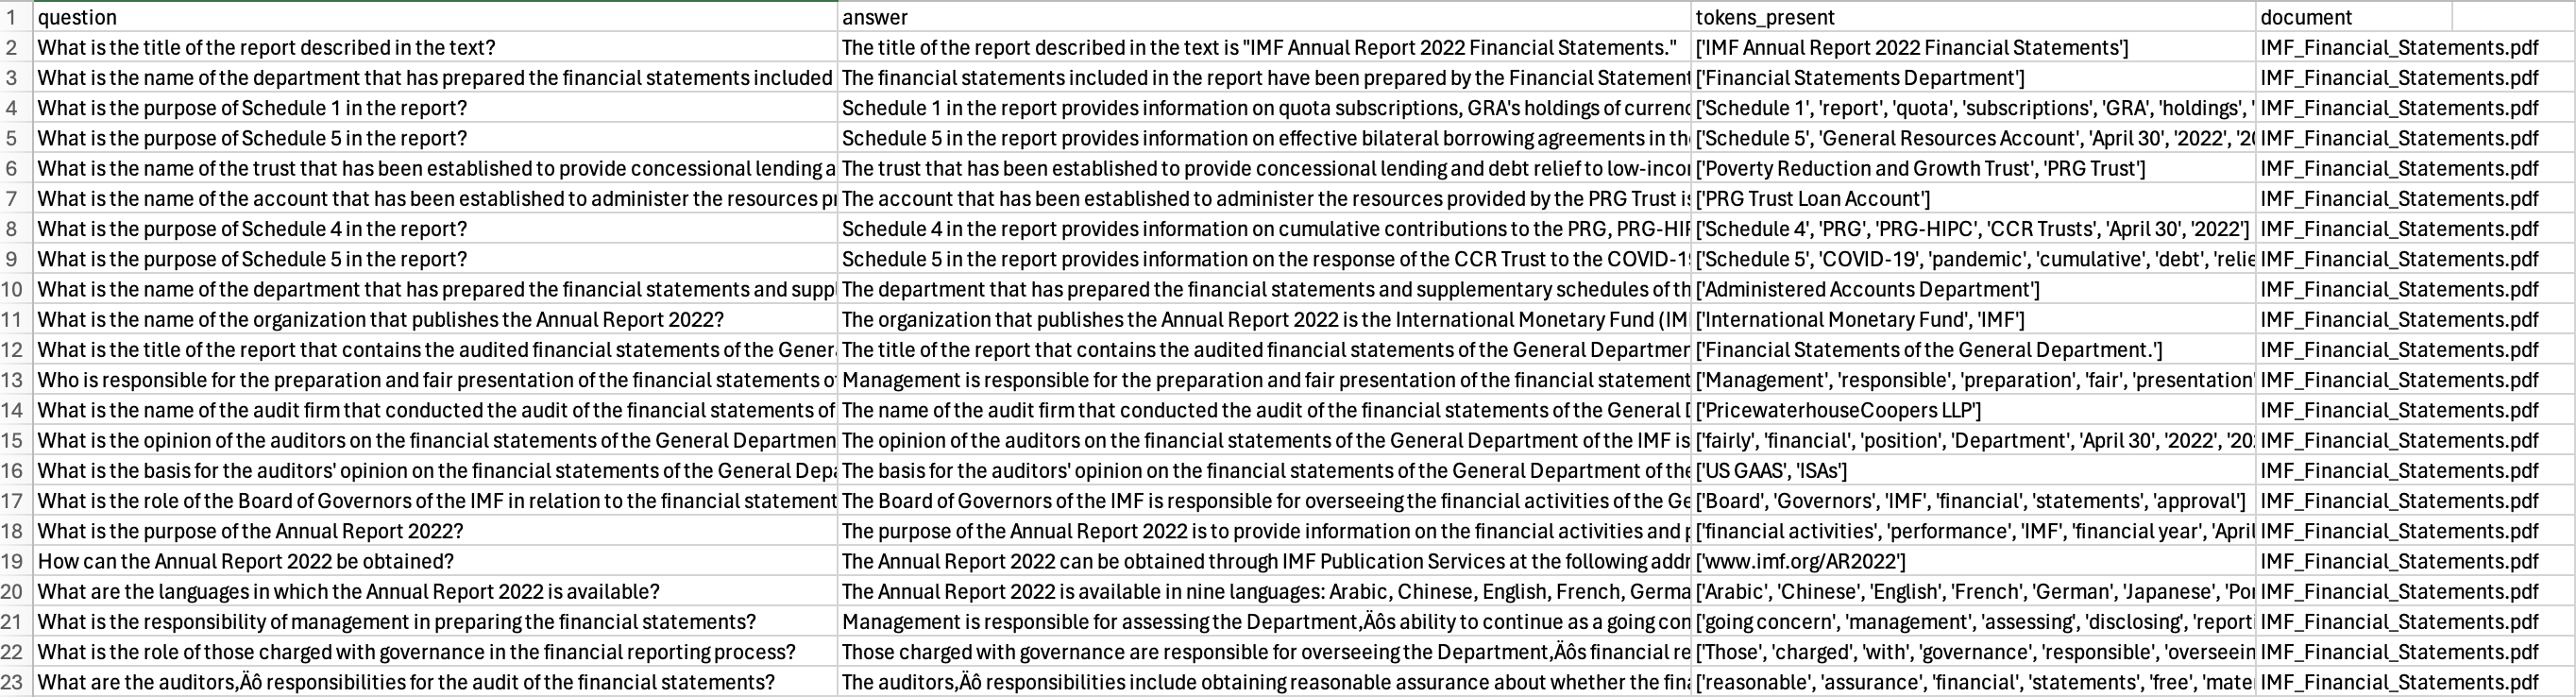 1 question answer tokens_present document
2 What is the title of the report described in the text? The title of the report described in the text is "IMF Annual Report 2022 Financial Statements." ['IMF Annual Report 2022 Financial Statements'] IMF_Financial_Statements.pdf
3 What is the name of the department that has prepared the financial statements included The financial statements included in the report have been prepared by the Financial Statement ['Financial Statements Department'] IMF_Financial_Statements.pdf
4 What is the purpose of Schedule 1 in the report? Schedule 1 in the report provides information on quota subscriptions, GRA's holdings of currenc ['Schedule 1', 'report', 'quota', 'subscriptions', 'GRA', 'holdings', ' IMF_Financial_Statements.pdf
5 What is the purpose of Schedule 5 in the report? Schedule 5 in the report provides information on effective bilateral borrowing agreements in th ['Schedule 5', 'General Resources Account', 'April 30', '2022', '20 IMF_Financial_Statements.pdf
6 What is the name of the trust that has been established to provide concessional lending a The trust that has been established to provide concessional lending and debt relief to low-incor ['Poverty Reduction and Growth Trust', 'PRG Trust'] IMF_Financial_Statements.pdf
7 What is the name of the account that has been established to administer the resources pr The account that has been established to administer the resources provided by the PRG Trust is ['PRG Trust Loan Account'] IMF_Financial_Statements.pdf
8 What is the purpose of Schedule 4 in the report? Schedule 4 in the report provides information on cumulative contributions to the PRG, PRG-HIP ['Schedule 4', 'PRG', 'PRG-HIPC', 'CCR Trusts', 'April 30', '2022'] IMF_Financial_Statements.pdf
9 What is the purpose of Schedule 5 in the report? Schedule 5 in the report provides information on the response of the CCR Trust to the COVID-19 ['Schedule 5', 'COVID-19', 'pandemic', 'cumulative', 'debt', 'relie IMF_Financial_Statements.pdf
10 What is the name of the department that has prepared the financial statements and suppl The department that has prepared the financial statements and supplementary schedules of th ['Administered Accounts Department'] IMF_Financial_Statements.pdf
11 What is the name of the organization that publishes the Annual Report 2022? The organization that publishes the Annual Report 2022 is the International Monetary Fund (IM ['International Monetary Fund', 'IMF'] IMF_Financial_Statements.pdf
12 What is the title of the report that contains the audited financial statements of the Genera The title of the report that contains the audited financial statements of the General Departmen ['Financial Statements of the General Department.'] IMF_Financial_Statements.pdf
13 Who is responsible for the preparation and fair presentation of the financial statements of Management is responsible for the preparation and fair presentation of the financial statement ['Management', 'responsible', 'preparation', 'fair', 'presentation' IMF_Financial_Statements.pdf
14 What is the name of the audit firm that conducted the audit of the financial statements of The name of the audit firm that conducted the audit of the financial statements of the General D ['PricewaterhouseCoopers LLP'] IMF_Financial_Statements.pdf
15 What is the opinion of the auditors on the financial statements of the General Departmen The opinion of the auditors on the financial statements of the General Department of the IMF is ['fairly', 'financial', 'position', 'Department', 'April 30', '2022', '20 IMF_Financial_Statements.pdf
16 What is the basis for the auditors' opinion on the financial statements of the General Depa The basis for the auditors' opinion on the financial statements of the General Department of the ['US GAAS', 'ISAs'] IMF_Financial_Statements.pdf
17 What is the role of the Board of Governors of the IMF in relation to the financial statement The Board of Governors of the IMF is responsible for overseeing the financial activities of the Ge ['Board', 'Governors', 'IMF', 'financial', 'statements', 'approval'] IMF_Financial_Statements.pdf
18 What is the purpose of the Annual Report 2022? The purpose of the Annual Report 2022 is to provide information on the financial activities and p ['financial activities', 'performance', 'IMF', 'financial year', 'April IMF_Financial_Statements.pdf
19 How can the Annual Report 2022 be obtained? The Annual Report 2022 can be obtained through IMF Publication Services at the following addr ['www.imf.org/AR2022'] IMF_Financial_Statements.pdf
20 What are the languages in which the Annual Report 2022 is available? The Annual Report 2022 is available in nine languages: Arabic, Chinese, English, French, Germa ['Arabic', 'Chinese', 'English', 'French', 'German', 'Japanese', 'Por IMF_Financial_Statements.pdf
21 What is the responsibility of management in preparing the financial statements? Management is responsible for assessing the Department‚Äôs ability to continue as a going con ['going concern', 'management', 'assessing', 'disclosing', 'reporti IMF_Financial_Statements.pdf
22 What is the role of those charged with governance in the financial reporting process? Those charged with governance are responsible for overseeing the Department‚Äôs financial re ['Those', 'charged', 'with', 'governance', 'responsible', 'overseein IMF_Financial_Statements.pdf
23 What are the auditors‚Äô responsibilities for the audit of the financial statements? The auditors‚Äô responsibilities include obtaining reasonable assurance about whether the fina ['reasonable', 'assurance', 'financial', 'statements', 'free', 'mate IMF_Financial_Statements.pdf